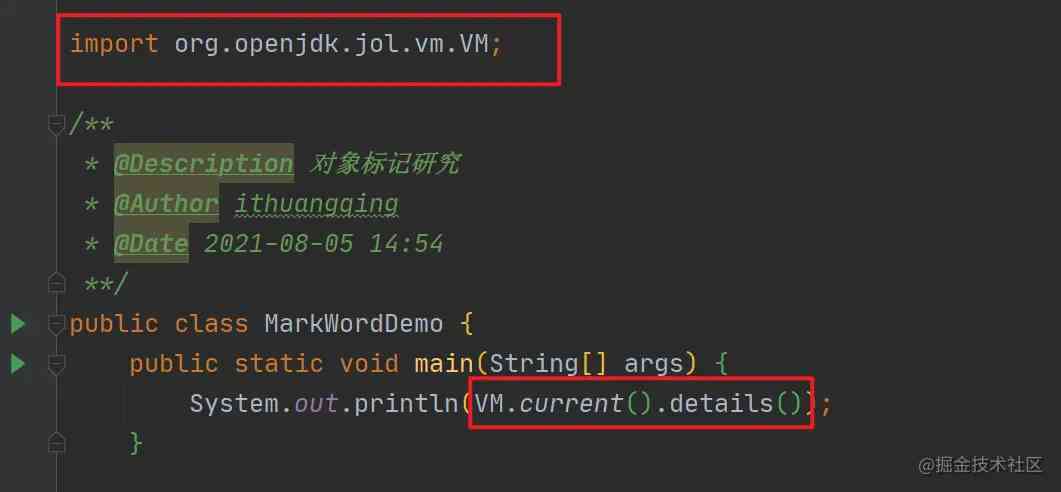 import org.openjdk.jol.vm.VM;
/**
* @Description 对象标记研究
* @Author ithuangqing
* @Date 2021-08-05 14:54
**/
public class MarkWordDemo {
public static void main(String[] args) {
System.out.println(VM.current().details());
}
@掘金技术社区